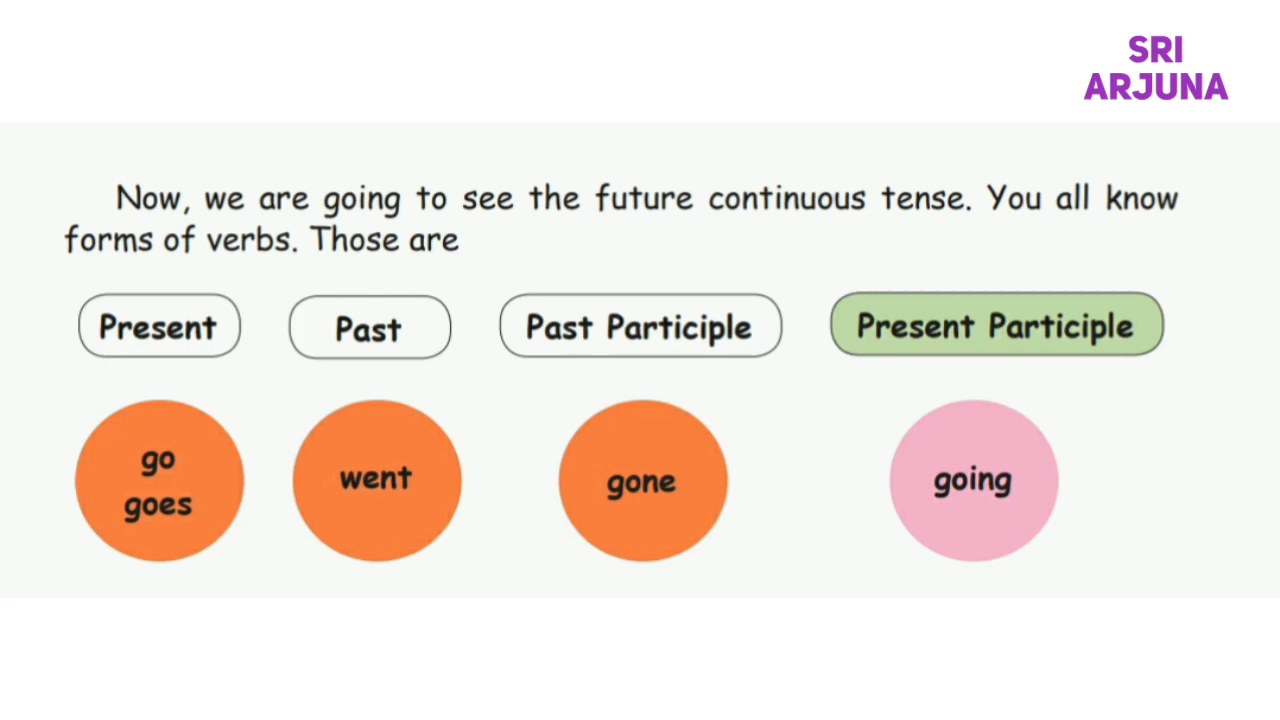 SRI
ARJUNA
Now, we are going to see the future continuous tense. You all know
forms of verbs. Those are
Present Past Past Participle Present Participle
go
goes
went
gone
going